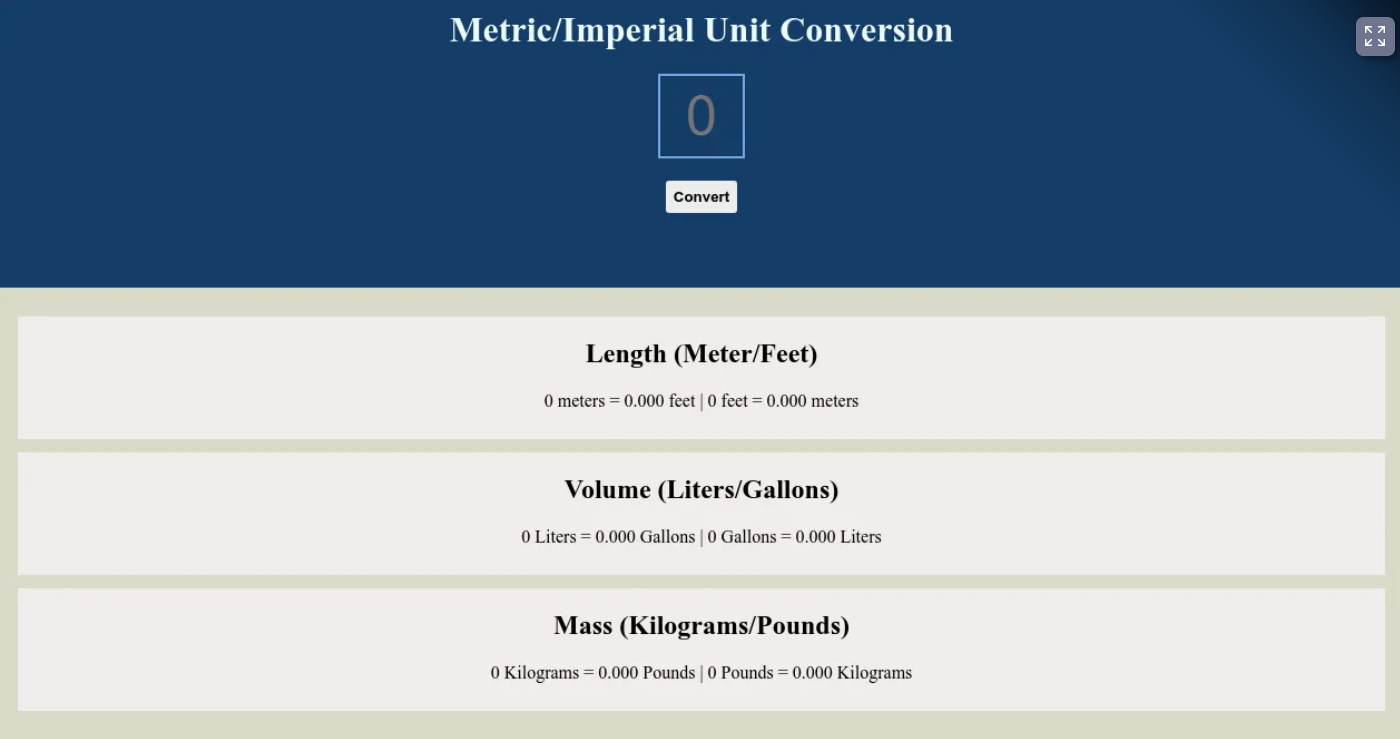 Metric/Imperial Unit Conversion
0
Convert
Length (Meter/Feet)
0 meters = 0.000 feet | 0 feet = 0.000 meters
Volume (Liters/Gallons)
0 Liters = 0.000 Gallons | 0 Gallons = 0.000 Liters
Mass (Kilograms/Pounds)
0 Kilograms = 0.000 Pounds | 0 Pounds = 0.000 Kilograms